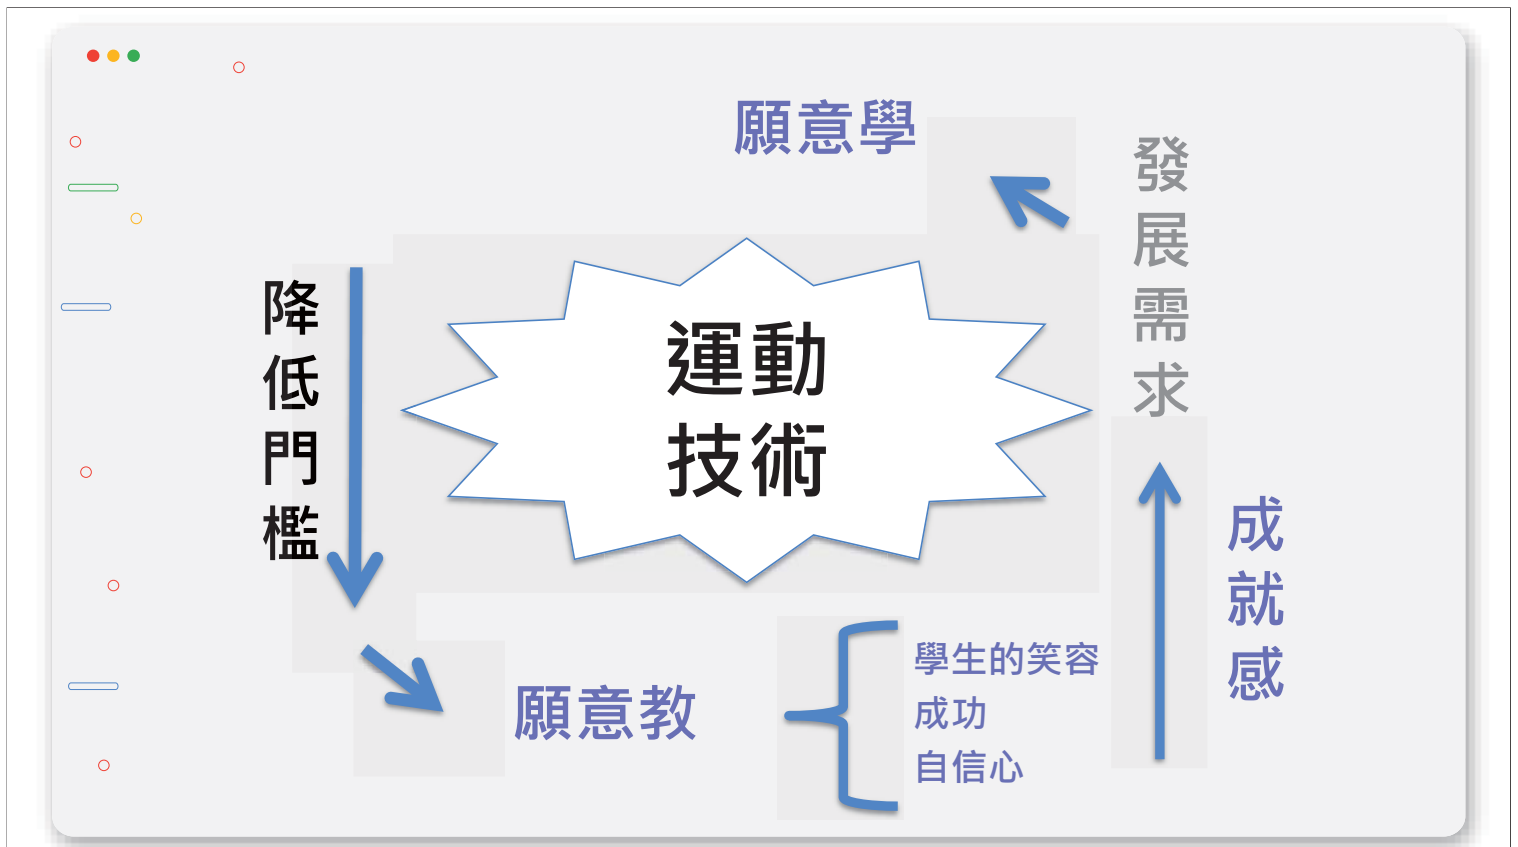 願意學
發展需求
降低門檻
運動
技術
成就感
願意教
學生的笑容
成功
自信心